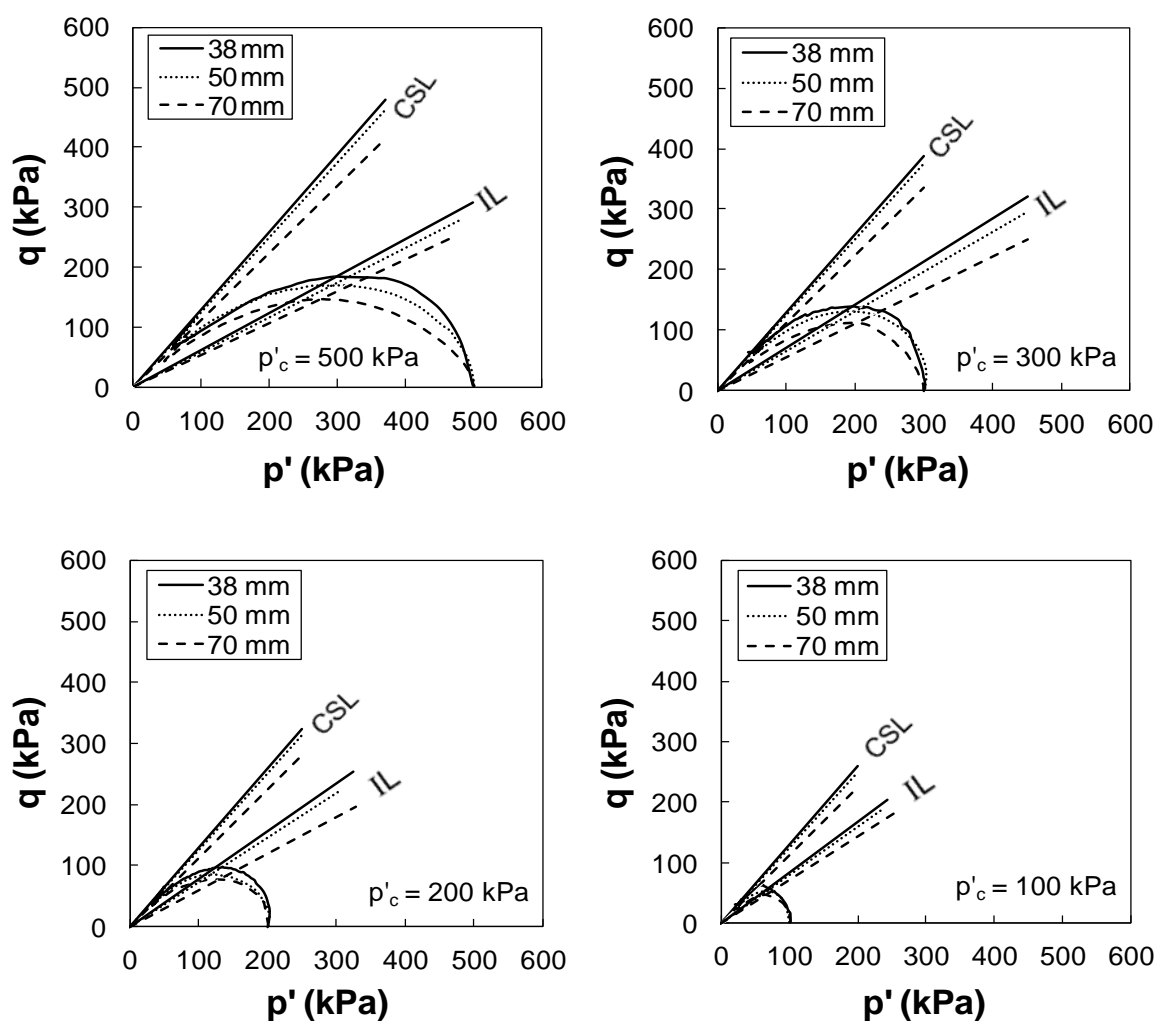 600
500
400
300
200
100
0
q (kPa)
38 mm
50 mm
70 mm
CSL
IL
p'c = 500 kPa
0 100 200 300 400 500 600
p' (kPa)
600
500
400
300
200
100
0
q (kPa)
38 mm
50 mm
70 mm
CSL
IL
p'c = 300 kPa
0 100 200 300 400 500 600
p' (kPa)
600
500
400
300
200
100
0
q (kPa)
38 mm
50 mm
70 mm
CSL
IL
p'c = 200 kPa
0 100 200 300 400 500 600
p' (kPa)
600
500
400
300
200
100
0
q (kPa)
38 mm
50 mm
70 mm
CSL
IL
p'c = 100 kPa
0 100 200 300 400 500 600
p' (kPa)